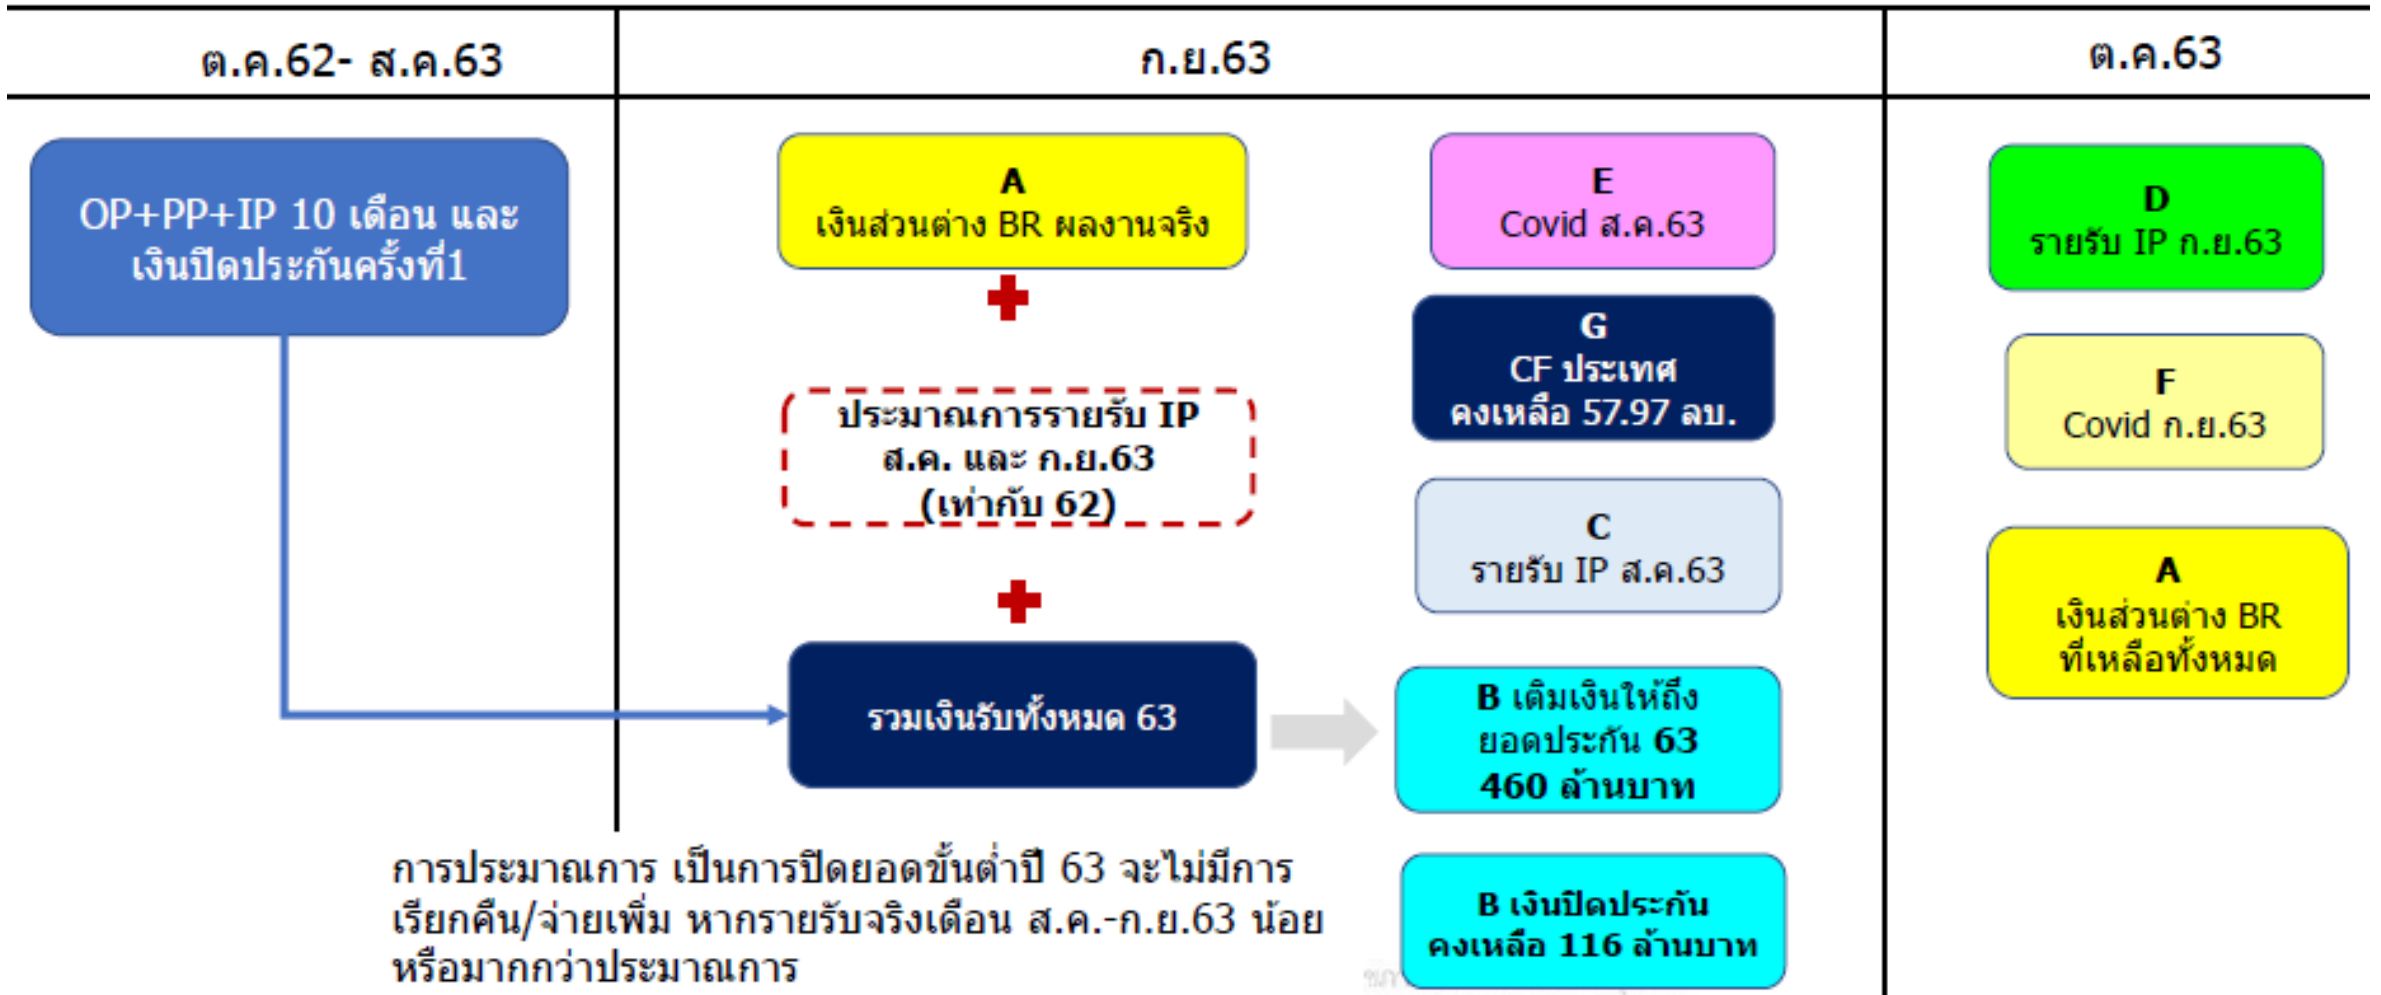 ต.ค.62- ส.ค.63
ก.ย.63
ต.ค.63
OP+PP+IP 10 เดือน และ
เงินปิดประกันครั้งที่1
A
เงินส่วนต่าง BR ผลงานจริง
ประมาณการรายรับ IP
ส.ค. และ ก.ย.63
(เท่ากับ 62)
รวมเงินรับทั้งหมด 63
E
Covid ส.ค.63
G
CF ประเทศ
คงเหลือ 57.97 ลบ.
C
รายรับ IP ส.ค.63
B เติมเงินให้ถึง
ยอดประกัน 63
460 ล้านบาท
B เงินปิดประกัน
คงเหลือ 116 ล้านบาท
D
รายรับ IP ก.ย.63
F
Covid ก.ย.63
A
เงินส่วนต่าง BR
ที่เหลือทั้งหมด
การประมาณการ เป็นการปิดยอดขั้นต่ำปี 63 จะไม่มีการ
เรียกคืน/จ่ายเพิ่ม หากรายรับจริงเดือน ส.ค.-ก.ย.63 น้อย
หรือมากกว่าประมาณการ